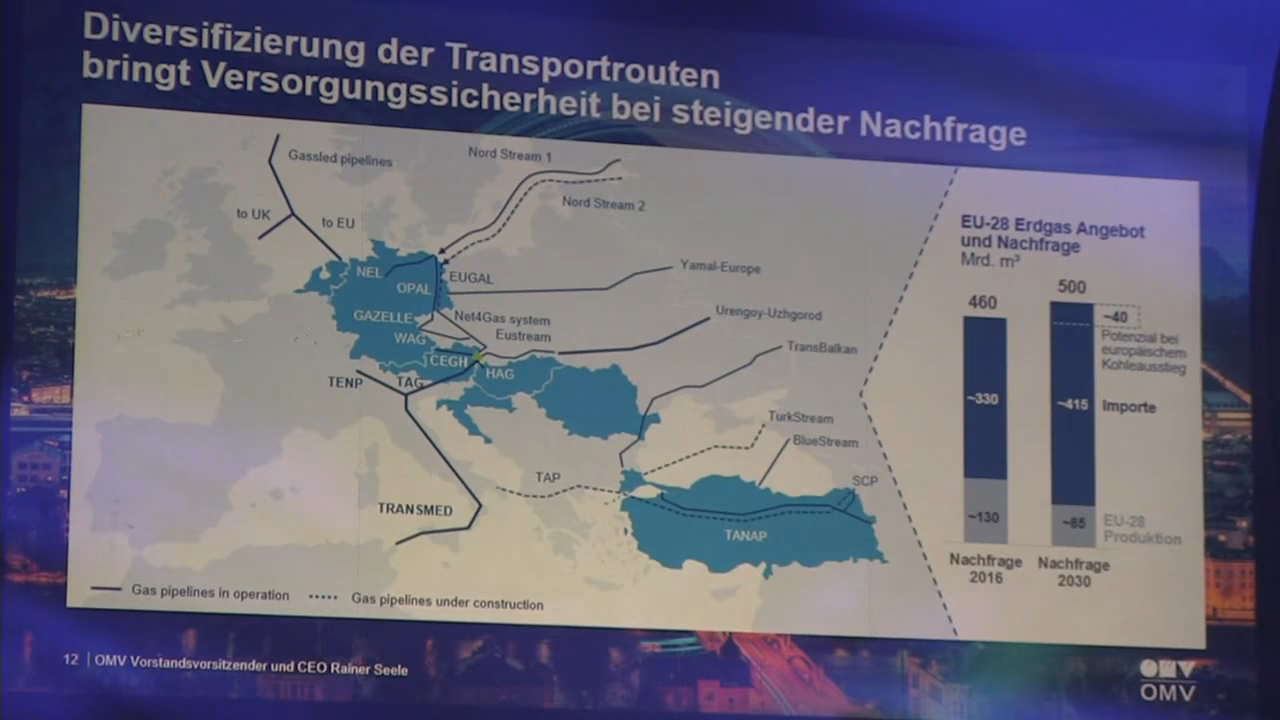 Diversifizierung der Transportrouten
bringt Versorgungssicherheit bei steigender Nachfrage
Gassled pipelines
Nord Stream 1
Nord Stream 2
to UK
to EU
NEL
OPAL
EUGAL
Yamal-Europe
GAZELLE
Net4Gas system
Urengoy-Uzhgorod
WAG
Eustream
CEGH
HAG
TransBalkan
TENP
TAG
TurkStream
BlueStream
TAP
SCP
TRANSMED
TANAP
Gas pipelines in operation
Gas pipelines under construction
EU-28 Erdgas Angebot
und Nachfrage
Mrd. m³
460
500
~40
Potenzial bei
europäischem
Kohleausstieg
~330
~415
Importe
~130
~85
EU-28
Produktion
Nachfrage
2016
Nachfrage
2030
12 | OMV Vorstandsvorsitzender und CEO Rainer Seele
OMV
OMV